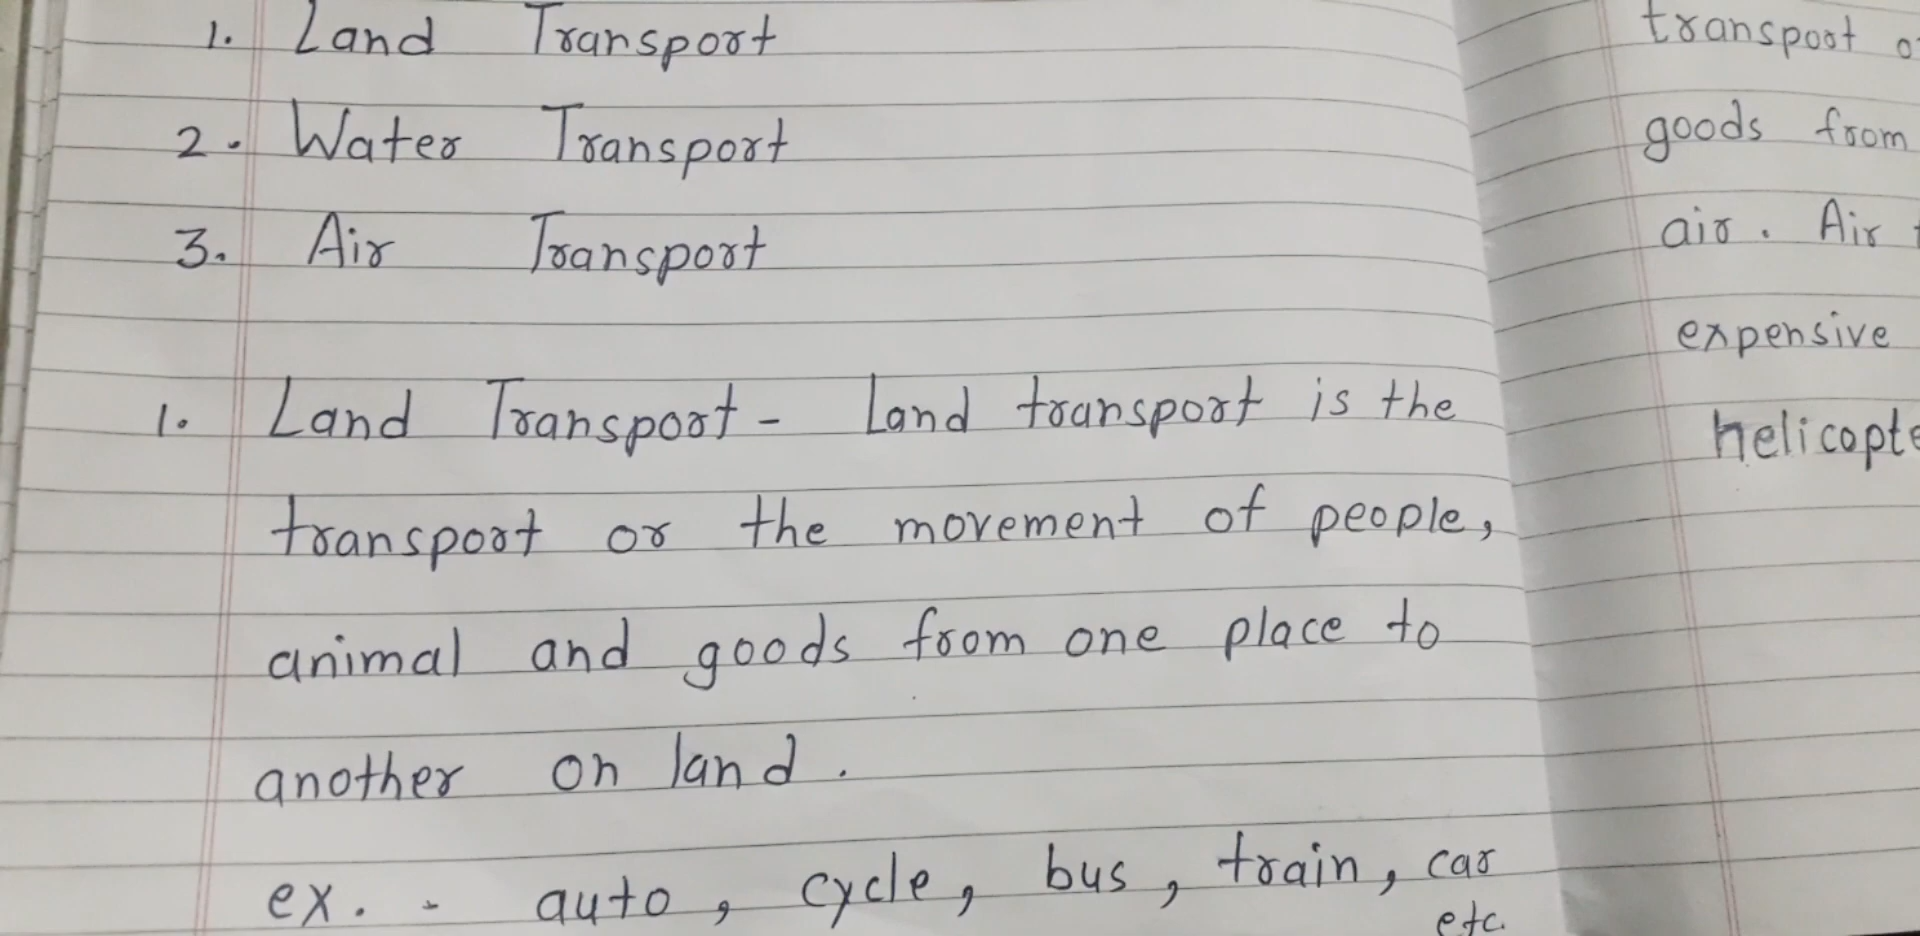 1. Land Transport
2. Water Transport
3. Air Transport
1. Land Transport - Land transport is the
transport or the movement of people,
animal and goods from one place to
another on land.
ex. - auto, cycle, bus, train, car
etc.
transport
goods from
air. Air
expensive